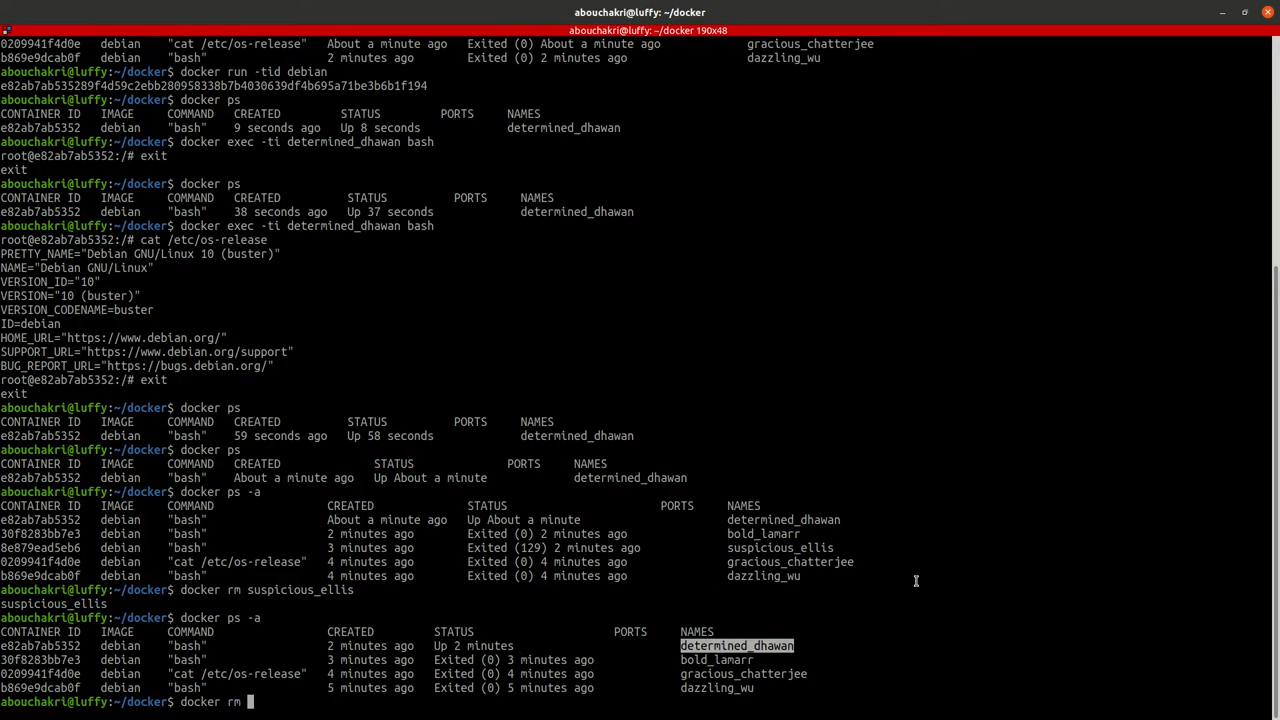 abouchakri@luffy: ~/docker
abouchakri@luffy: ~/docker 190x48
0209941f4d0e debian "cat /etc/os-release" About a minute ago Exited (0) About a minute ago gracious_chatterjee
b869e9dcab0f debian "bash" 2 minutes ago Exited (0) 2 minutes ago dazzling_wu
abouchakri@luffy:~/docker$ docker run -tid debian
e82ab7ab535289f4d59c2ebb280958338b7b4030639df4b695a71be3b6b1f194
abouchakri@luffy:~/docker$ docker ps
CONTAINER ID IMAGE COMMAND CREATED STATUS PORTS NAMES
e82ab7ab5352 debian "bash" 9 seconds ago Up 8 seconds determined_dhawan
abouchakri@luffy:~/docker$ docker exec -ti determined_dhawan bash
root@e82ab7ab5352:/# exit
exit
abouchakri@luffy:~/docker$ docker ps
CONTAINER ID IMAGE COMMAND CREATED STATUS PORTS NAMES
e82ab7ab5352 debian "bash" 38 seconds ago Up 37 seconds determined_dhawan
abouchakri@luffy:~/docker$ docker exec -ti determined_dhawan bash
root@e82ab7ab5352:/# cat /etc/os-release
PRETTY_NAME="Debian GNU/Linux 10 (buster)"
NAME="Debian GNU/Linux"
VERSION_ID="10"
VERSION="10 (buster)"
VERSION_CODENAME=buster
ID=debian
HOME_URL="https://www.debian.org/"
SUPPORT_URL="https://www.debian.org/support"
BUG_REPORT_URL="https://bugs.debian.org/"
root@e82ab7ab5352:/# exit
exit
abouchakri@luffy:~/docker$ docker ps
CONTAINER ID IMAGE COMMAND CREATED STATUS PORTS NAMES
e82ab7ab5352 debian "bash" 59 seconds ago Up 58 seconds determined_dhawan
abouchakri@luffy:~/docker$ docker ps
CONTAINER ID IMAGE COMMAND CREATED STATUS PORTS NAMES
e82ab7ab5352 debian "bash" About a minute ago Up About a minute determined_dhawan
abouchakri@luffy:~/docker$ docker ps -a
CONTAINER ID IMAGE COMMAND CREATED STATUS PORTS NAMES
e82ab7ab5352 debian "bash" About a minute ago Up About a minute determined_dhawan
30f8283bb7e3 debian "bash" 2 minutes ago Exited (0) 2 minutes ago bold_lamarr
8e879ead5eb6 debian "bash" 3 minutes ago Exited (129) 2 minutes ago suspicious_ellis
0209941f4d0e debian "cat /etc/os-release" 4 minutes ago Exited (0) 4 minutes ago gracious_chatterjee
b869e9dcab0f debian "bash" 4 minutes ago Exited (0) 4 minutes ago dazzling_wu
abouchakri@luffy:~/docker$ docker rm suspicious_ellis
suspicious_ellis
abouchakri@luffy:~/docker$ docker ps -a
CONTAINER ID IMAGE COMMAND CREATED STATUS PORTS NAMES
e82ab7ab5352 debian "bash" 2 minutes ago Up 2 minutes determined_dhawan
30f8283bb7e3 debian "bash" 3 minutes ago Exited (0) 3 minutes ago bold_lamarr
0209941f4d0e debian "cat /etc/os-release" 4 minutes ago Exited (0) 4 minutes ago gracious_chatterjee
b869e9dcab0f debian "bash" 5 minutes ago Exited (0) 5 minutes ago dazzling_wu
abouchakri@luffy:~/docker$ docker rm